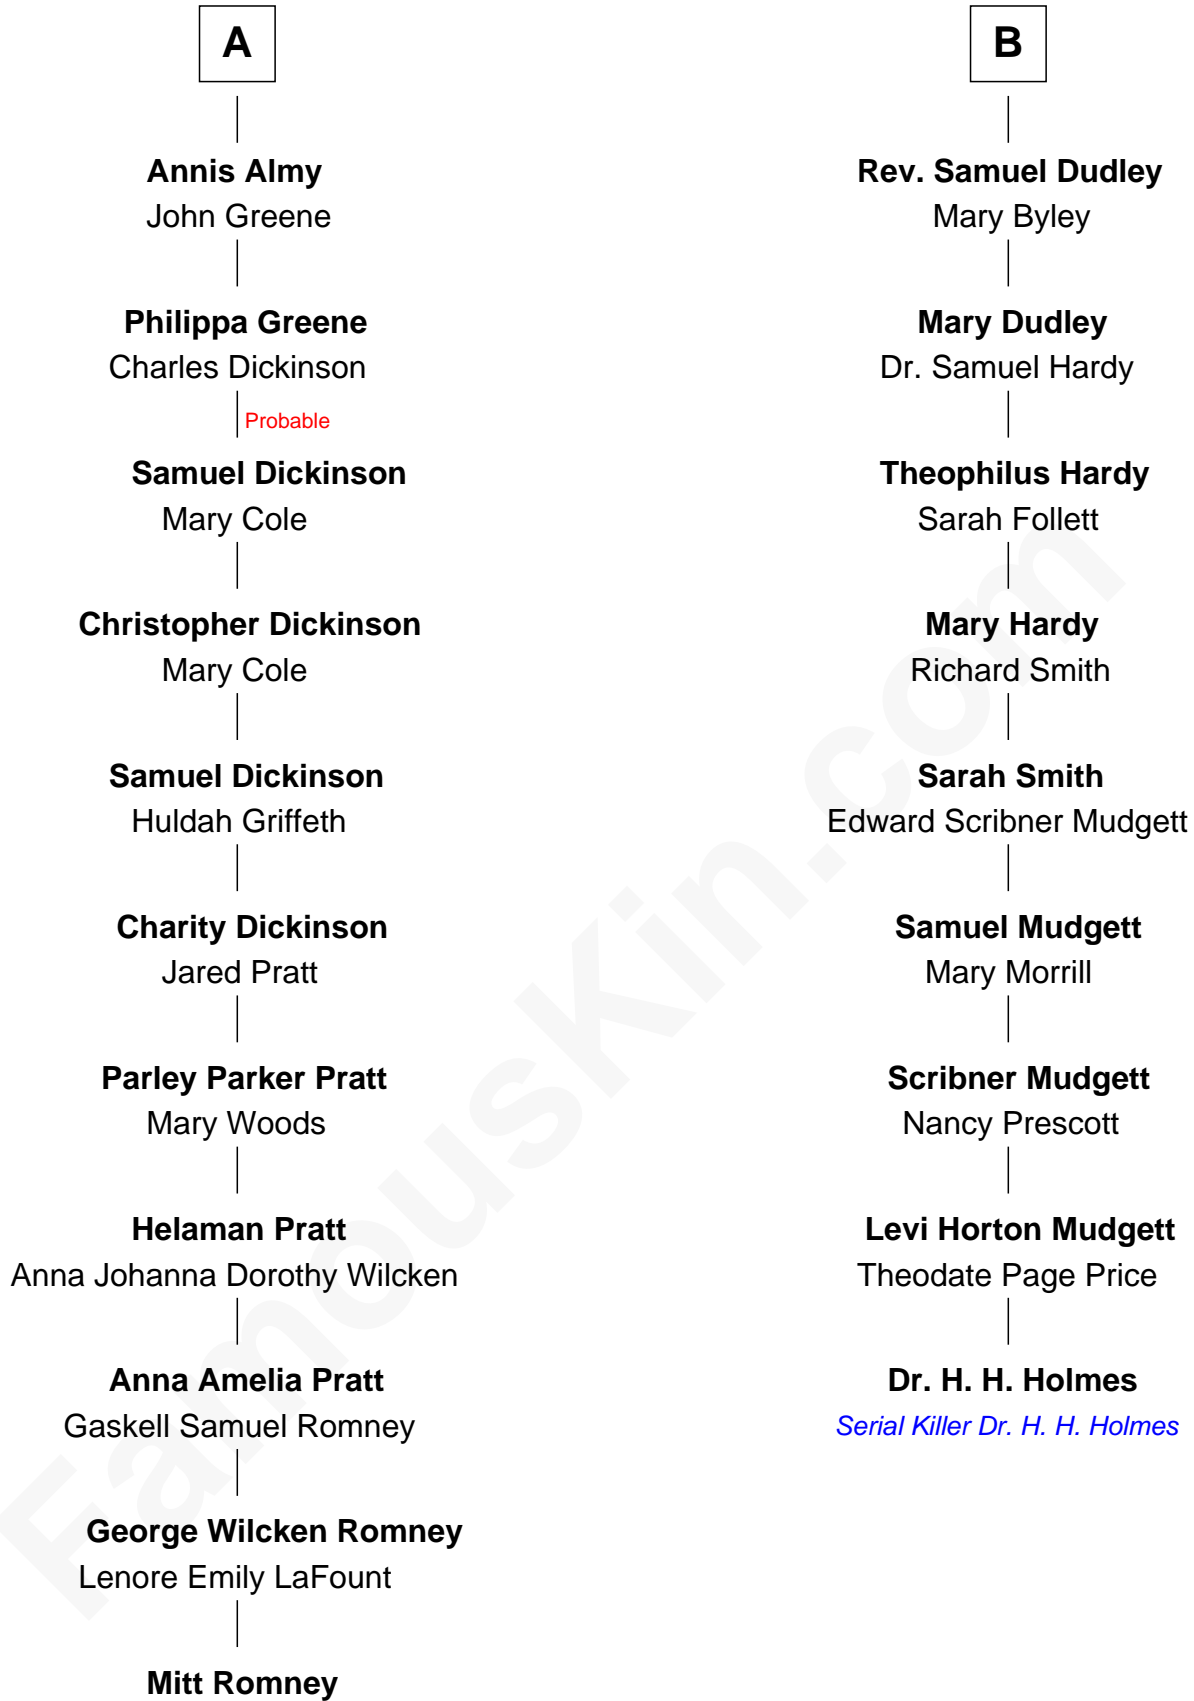 A
Annis Almy
John Greene
Philippa Greene
Charles Dickinson
Probable
Samuel Dickinson
Mary Cole
Christopher Dickinson
Mary Cole
Samuel Dickinson
Huldah Griffeth
Charity Dickinson
Jared Pratt
Parley Parker Pratt
Mary Woods
Helaman Pratt
Anna Johanna Dorothy Wilcken
Anna Amelia Pratt
Gaskell Samuel Romney
George Wilcken Romney
Lenore Emily LaFount
Mitt Romney
B
Rev. Samuel Dudley
Mary Byley
Mary Dudley
Dr. Samuel Hardy
Theophilus Hardy
Sarah Follett
Mary Hardy
Richard Smith
Sarah Smith
Edward Scribner Mudgett
Samuel Mudgett
Mary Morrill
Scribner Mudgett
Nancy Prescott
Levi Horton Mudgett
Theodate Page Price
Dr. H. H. Holmes
Serial Killer Dr. H. H. Holmes
FamousKin.com